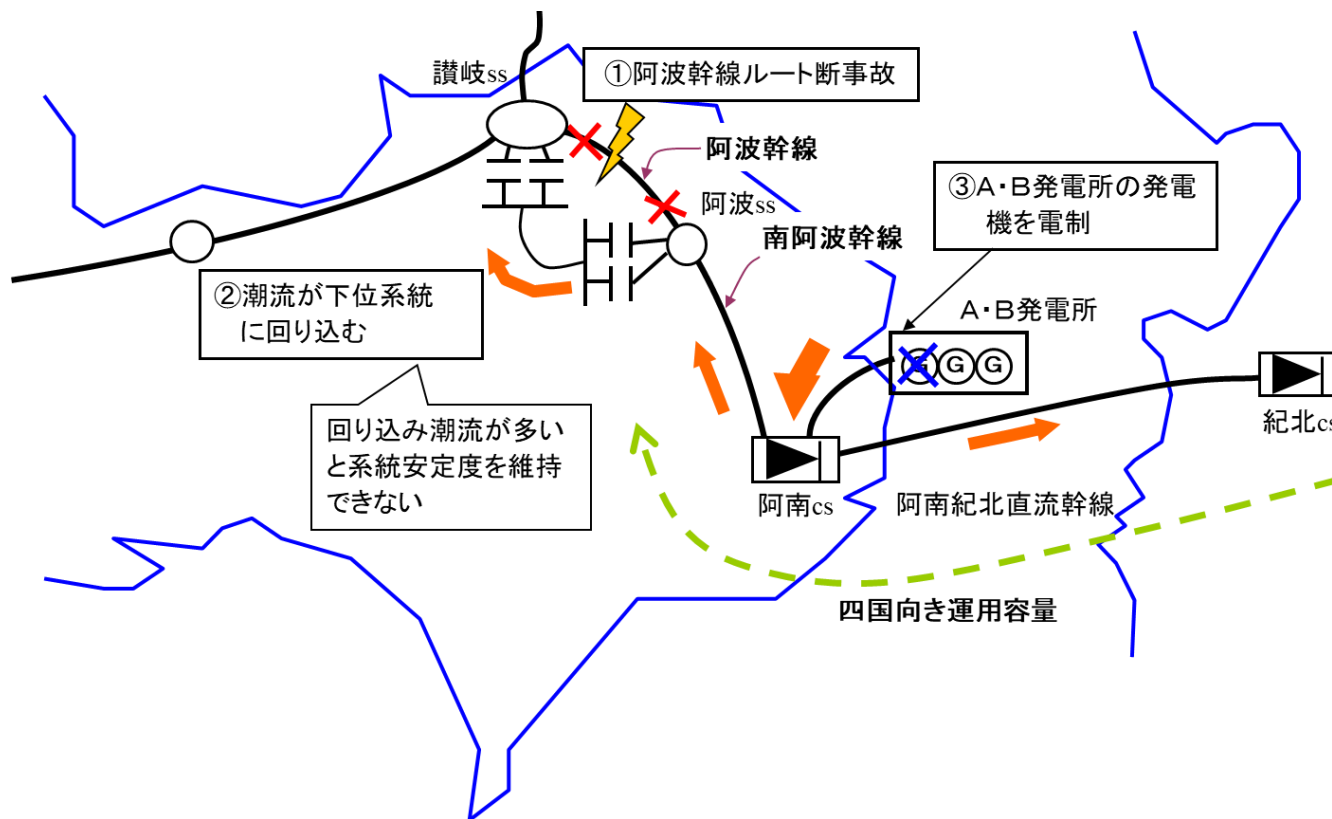 讃岐ss
①阿波幹線ルート断事故
阿波幹線
阿波ss
南阿波幹線
③A・B発電所の発電
機を電制
②潮流が下位系統
に回り込む
A・B発電所
G G G
回り込み潮流が多い
と系統安定度を維持
できない
紀北cs
阿南cs
阿南紀北直流幹線
四国向き運用容量